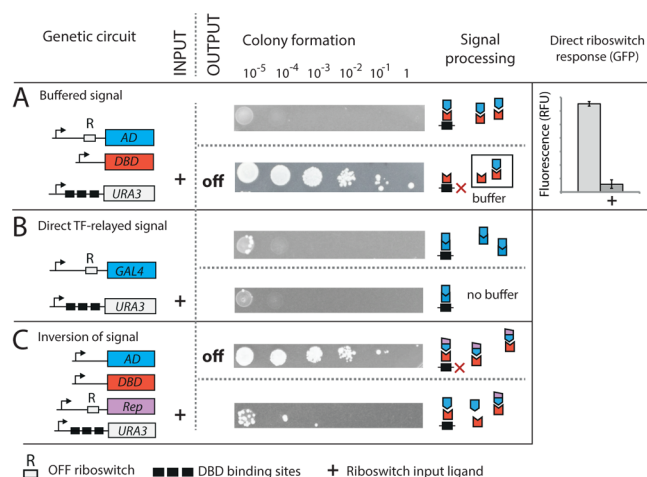 Genetic circuit
INPUT
OUTPUT
Colony formation
10-5 10-4 10-3 10-2 10-1 1
Signal
processing
Direct riboswitch
response (GFP)
A Buffered signal
R
AD
DBD
URA3
+
off
buffer
Fluorescence (RFU)
+
B Direct TF-relayed signal
R
GAL4
URA3
+
no buffer
C Inversion of signal
AD
DBD
R
Rep
URA3
off
+
R
OFF riboswitch
DBD binding sites
+ Riboswitch input ligand